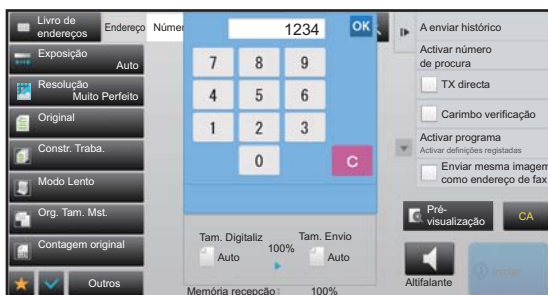 Livro de
endereços
Endereço
Númer
1234
OK
Exposição
Auto
Resolução
Muito Perfeito
Original
Constr. Traba.
Modo Lento
Org. Tam. Mst.
Contagem original
Outros
7 8 9
4 5 6
1 2 3
0 C
Tam. Digitaliz
100%
Tam. Envio
Auto
Auto
Memória recepção : 100%
A enviar histórico
Activar número
de procura
TX directa
Carimbo verificação
Activar programa
Activar definições registadas
Enviar mesma imagem
como endereço de fax
Pré-
visualização
CA
Altifalante